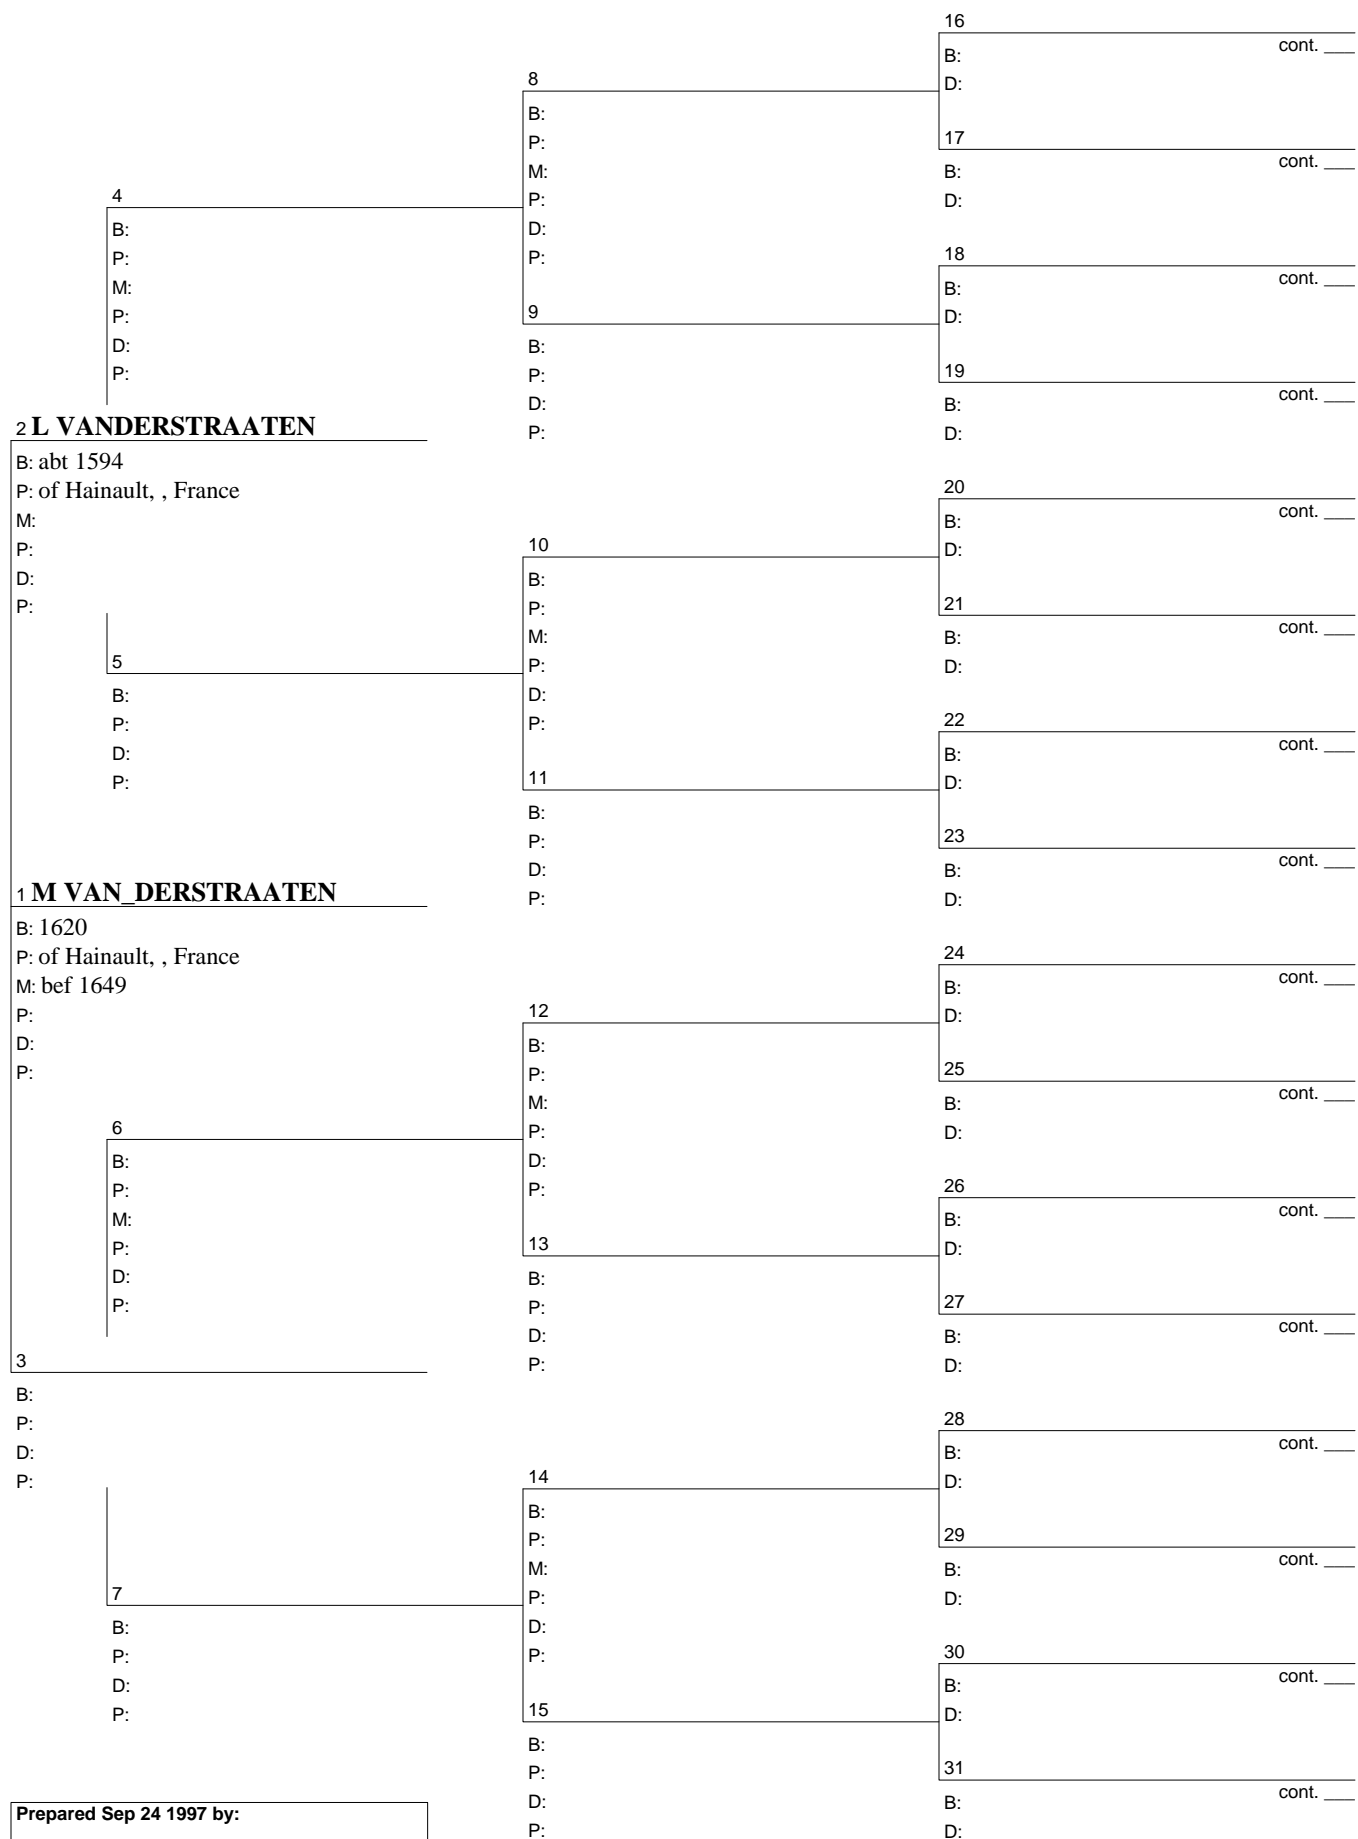 16
cont. ___
B:
D:
8
B:
P:
M:
P:
D:
P:
17
cont. ___
B:
D:
4
B:
P:
M:
P:
D:
P:
18
cont. ___
B:
D:
9
B:
P:
D:
P:
19
cont. ___
B:
D:
2 L VANDERSTRAATEN
B: abt 1594
P: of Hainault, , France
M:
P:
D:
P:
20
cont. ___
B:
D:
10
B:
P:
M:
P:
D:
P:
21
cont. ___
B:
D:
5
B:
P:
D:
P:
22
cont. ___
B:
D:
11
B:
P:
D:
P:
23
cont. ___
B:
D:
1 M VAN_DERSTRAATEN
B: 1620
P: of Hainault, , France
M: bef 1649
P:
D:
P:
24
cont. ___
B:
D:
12
B:
P:
M:
P:
D:
P:
25
cont. ___
B:
D:
6
B:
P:
M:
P:
D:
P:
26
cont. ___
B:
D:
13
B:
P:
D:
P:
27
cont. ___
B:
D:
3
B:
P:
D:
P:
28
cont. ___
B:
D:
14
B:
P:
M:
P:
D:
P:
29
cont. ___
B:
D:
7
B:
P:
D:
P:
30
cont. ___
B:
D:
15
B:
P:
D:
P:
31
cont. ___
B:
D:
Prepared Sep 24 1997 by: